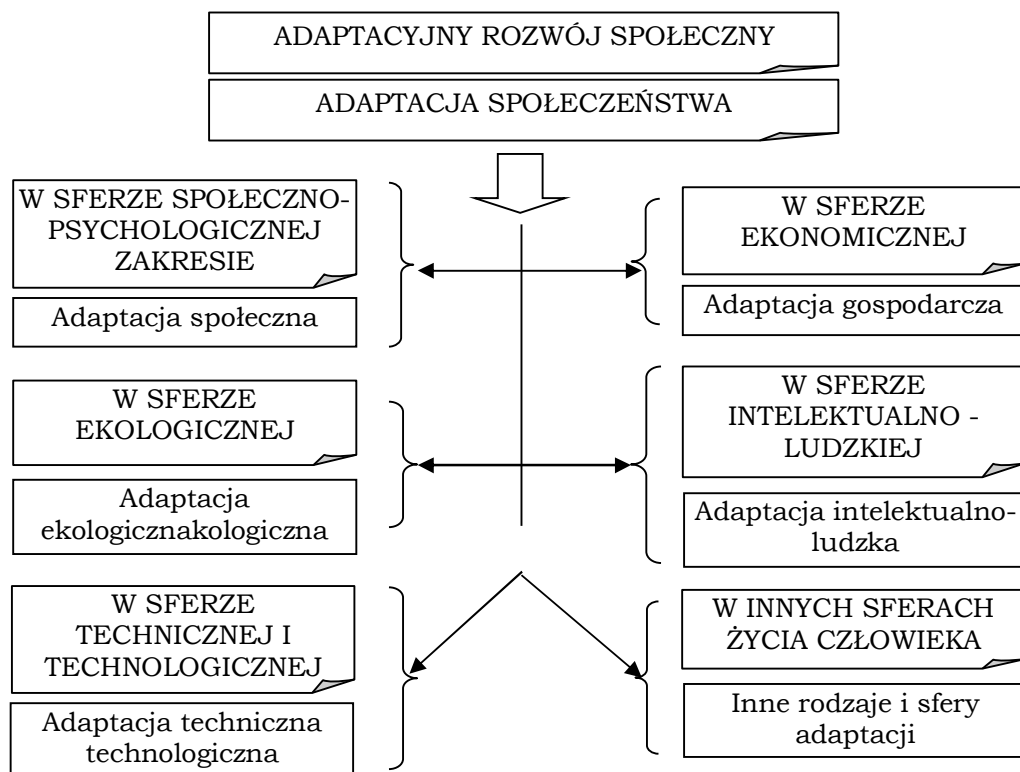 ADAPTACYJNY ROZWÓJ SPOŁECZNY
ADAPTACJA SPOŁECZEŃSTWA
W SFERZE SPOŁECZNO-
PSYCHOLOGICZNEJ
ZAKRESIE
Adaptacja społeczna
W SFERZE
EKONOMICZNEJ
Adaptacja gospodarcza
W SFERZE
EKOLOGICZNEJ
Adaptacja
ekologicznakologiczna
W SFERZE
INTELEKTUALNO -
LUDZKIEJ
Adaptacja intelektualno-
ludzka
W SFERZE
TECHNICZNEJ I
TECHNOLOGICZNEJ
Adaptacja techniczna
technologiczna
W INNYCH SFERACH
ŻYCIA CZŁOWIEKA
Inne rodzaje i sfery
adaptacji